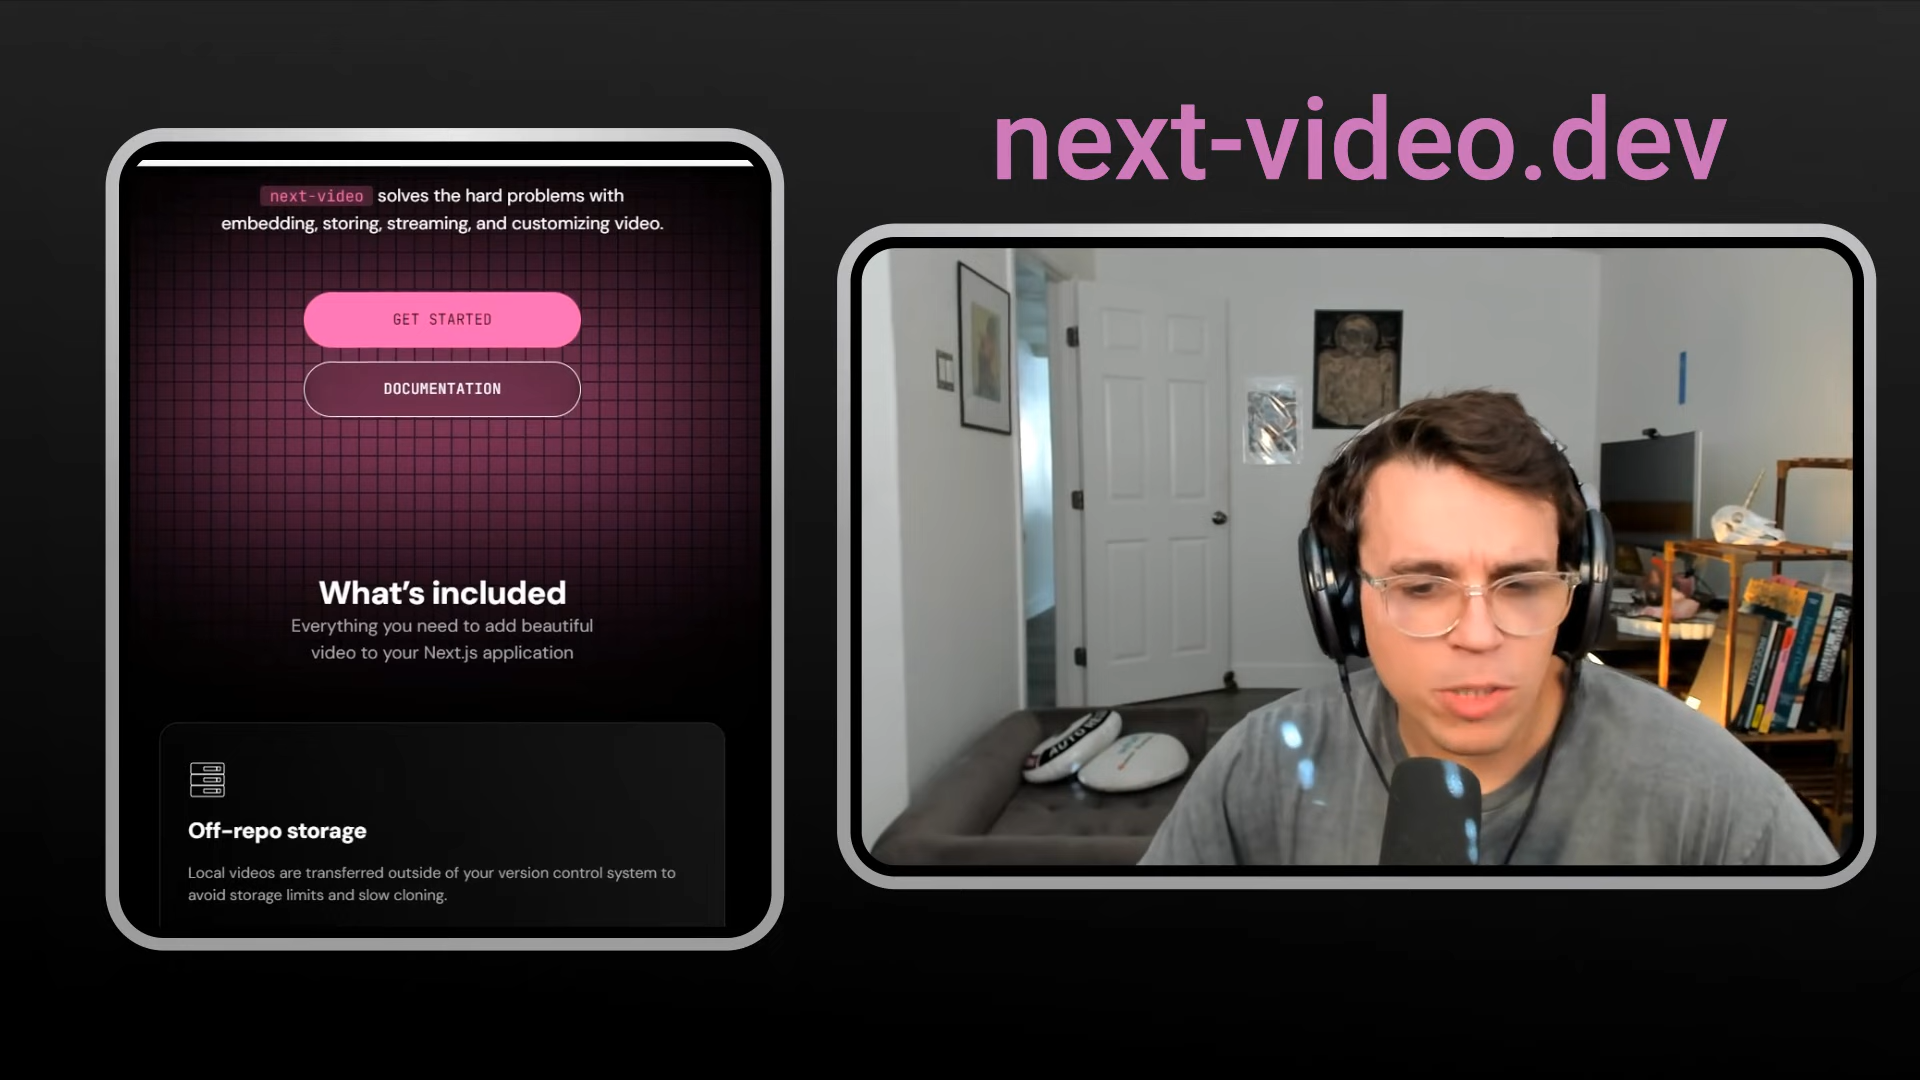 next-video.dev
next-video solves the hard problems with
embedding, storing, streaming, and customizing video.
GET STARTED
DOCUMENTATION
What's included
Everything you need to add beautiful
video to your Next.js application
Off-repo storage
Local videos are transferred outside of your version control system to
avoid storage limits and slow cloning.